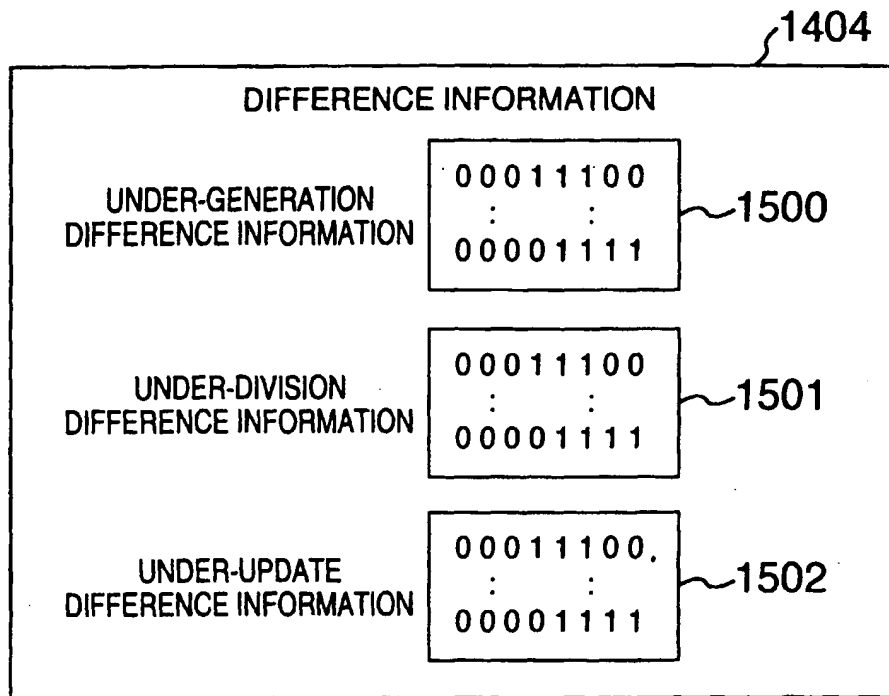 1404
DIFFERENCE INFORMATION
UNDER-GENERATION
DIFFERENCE INFORMATION
00011100
: :
00001111
1500
UNDER-DIVISION
DIFFERENCE INFORMATION
00011100
: :
00001111
1501
UNDER-UPDATE
DIFFERENCE INFORMATION
00011100
: :
00001111
1502